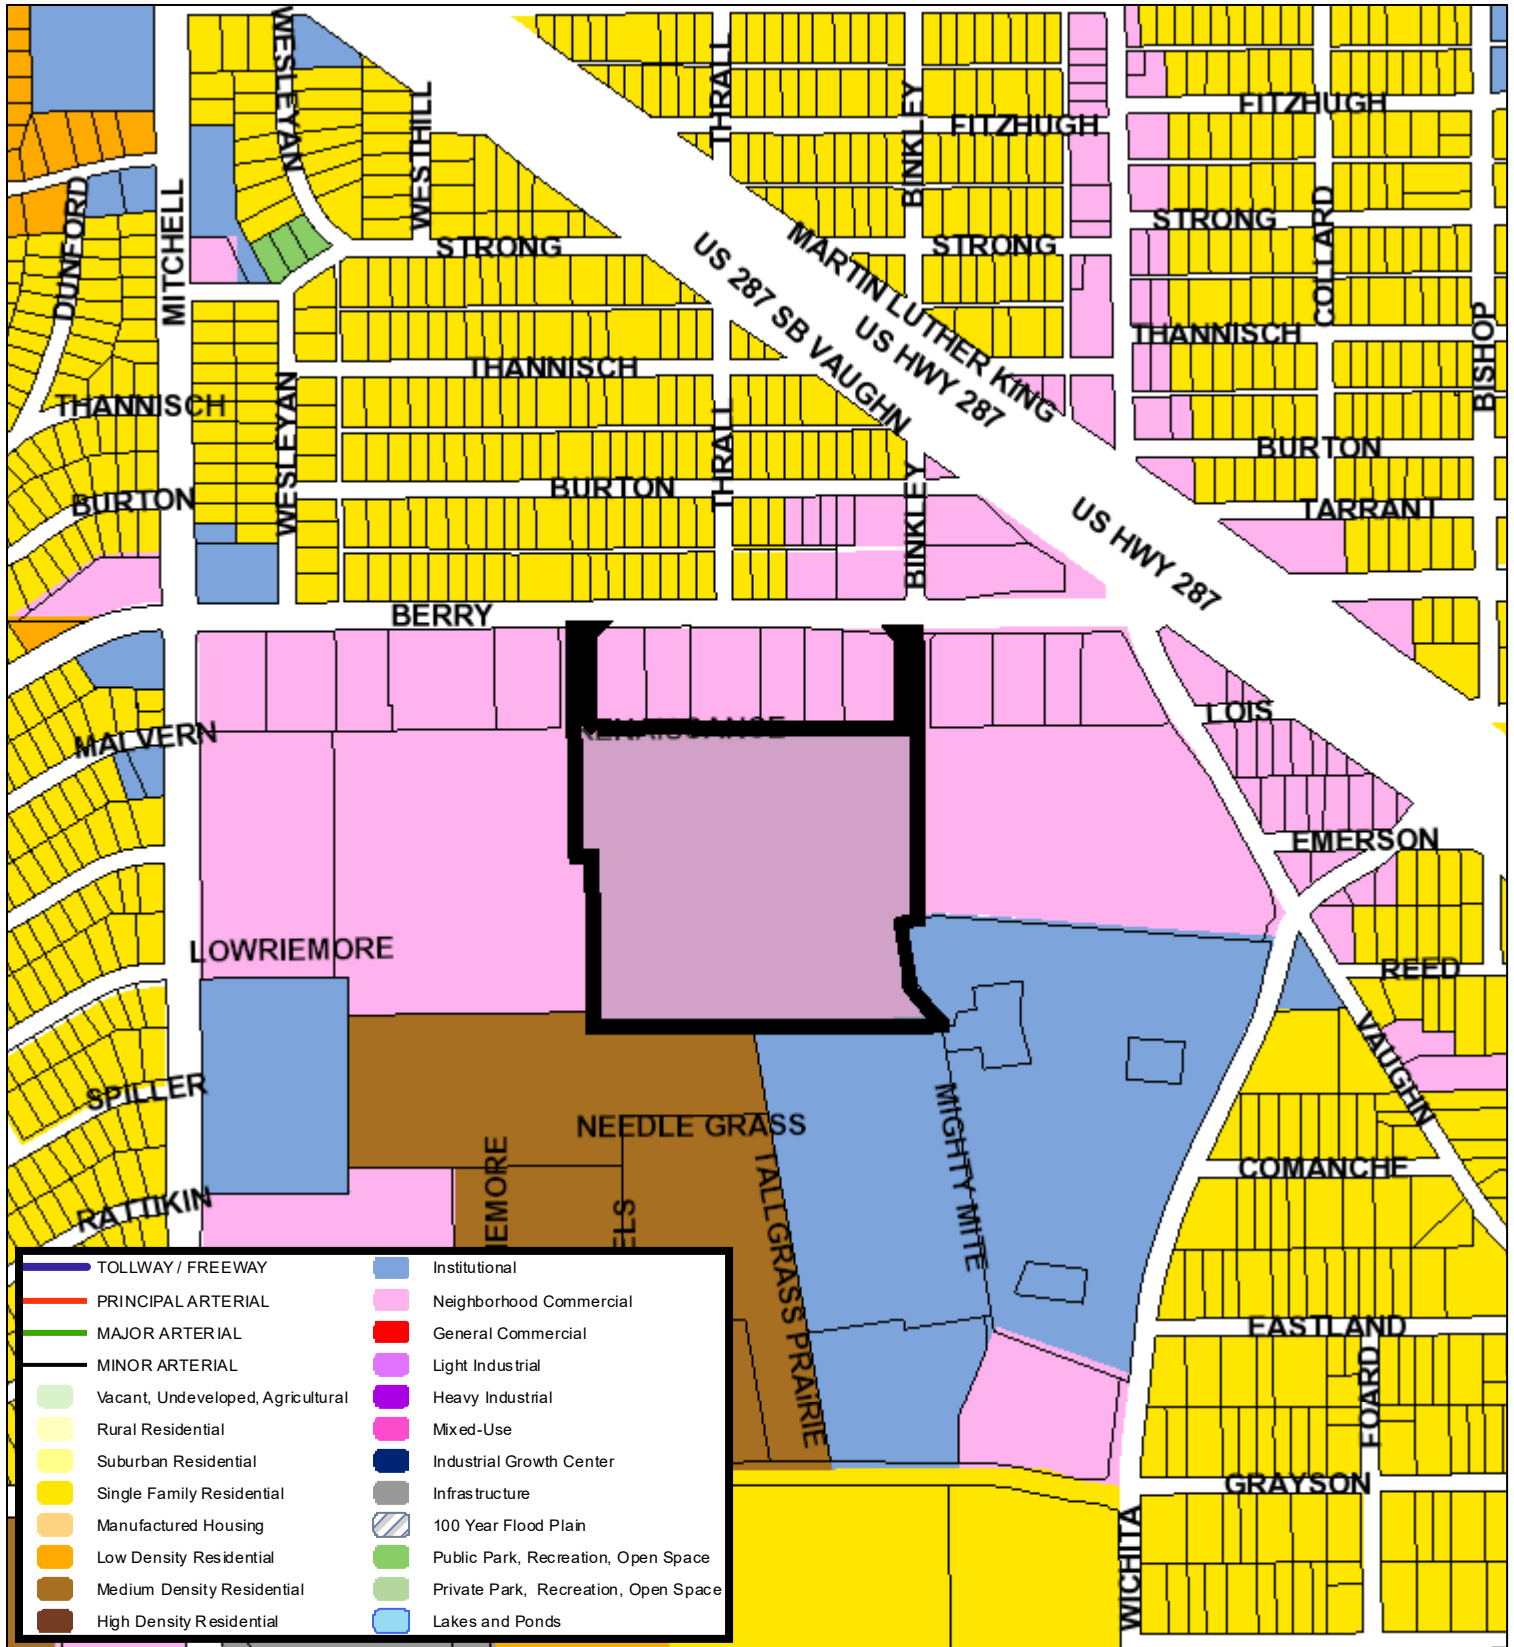 WESLEYAN
WESTHILL
THRALL
BINKLEY
FITZHUGH
FITZHUGH
DUNFORD
MITCHELL
STRONG
STRONG
STRONG
COLLARD
MARTIN LUTHER KING
US 287 SB VAUGHN
US HWY 287
THANNISCH
THANNISCH
THANNISCH
BISHOP
WESLEYAN
THRALL
BINKLEY
BURTON
BURTON
BURTON
TARRANT
US HWY 287
BERRY
MALVERN
RENAISSANCE
LOIS
EMERSON
LOWRIEMORE
REED
VAUGHN
SPILLER
NEEDLE GRASS
MIGHTY MITE
COMANCHE
RATTIKIN
IEMORE
ELS
TALLGRASS PRAIRIE
EASTLAND
FOARD
GRAYSON
WICHITA
TOLLWAY / FREEWAY
PRINCIPAL ARTERIAL
MAJOR ARTERIAL
MINOR ARTERIAL
Vacant, Undeveloped, Agricultural
Rural Residential
Suburban Residential
Single Family Residential
Manufactured Housing
Low Density Residential
Medium Density Residential
High Density Residential
Institutional
Neighborhood Commercial
General Commercial
Light Industrial
Heavy Industrial
Mixed-Use
Industrial Growth Center
Infrastructure
100 Year Flood Plain
Public Park, Recreation, Open Space
Private Park, Recreation, Open Space
Lakes and Ponds